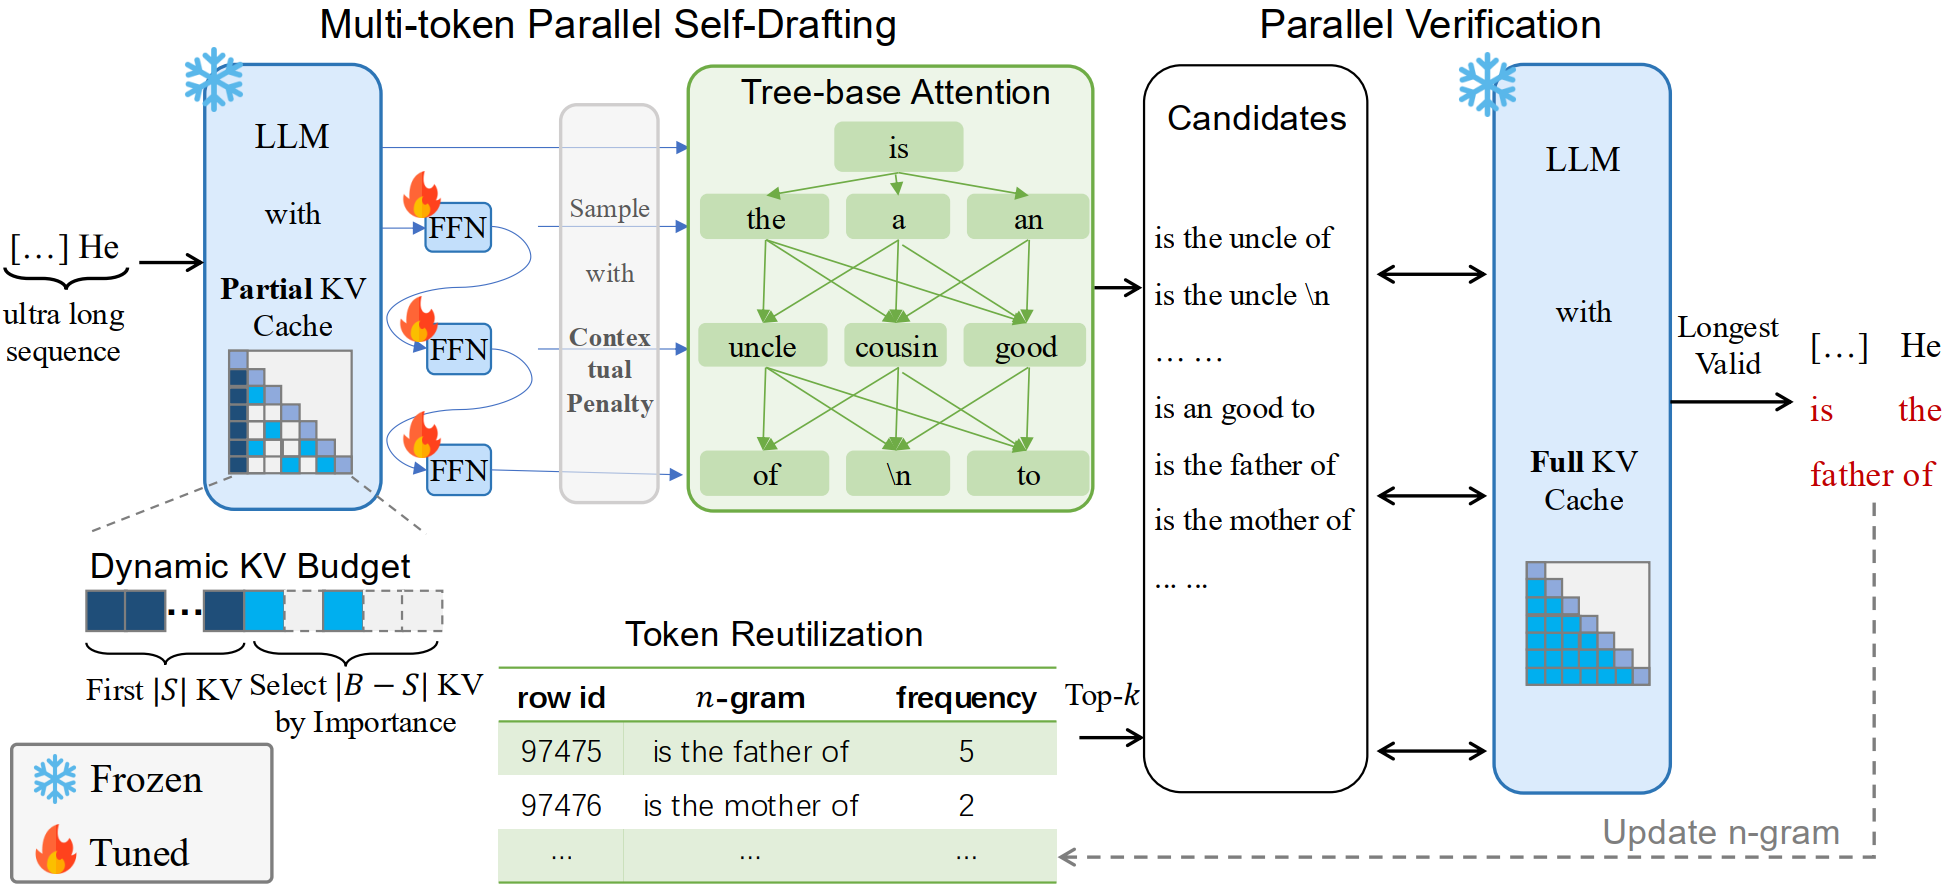 Multi-token Parallel Self-Drafting
Parallel Verification
[…] He
ultra long
sequence
LLM
with
Partial KV
Cache
FFN
FFN
FFN
Sample
with
Contex
tual
Penalty
Tree-base Attention
is
the a an
uncle cousin good
of \n to
Candidates
is the uncle of
is the uncle \n
... ...
is an good to
is the father of
is the mother of
... ...
LLM
with
Full KV
Cache
Longest
Valid
[…] He
is the
father of
Dynamic KV Budget
...
First |S| KV
Select |B − S| KV
by Importance
Frozen
Tuned
Token Reutilization
row id n-gram frequency
97475 is the father of 5
97476 is the mother of 2
... ... ...
Top-k
Update n-gram